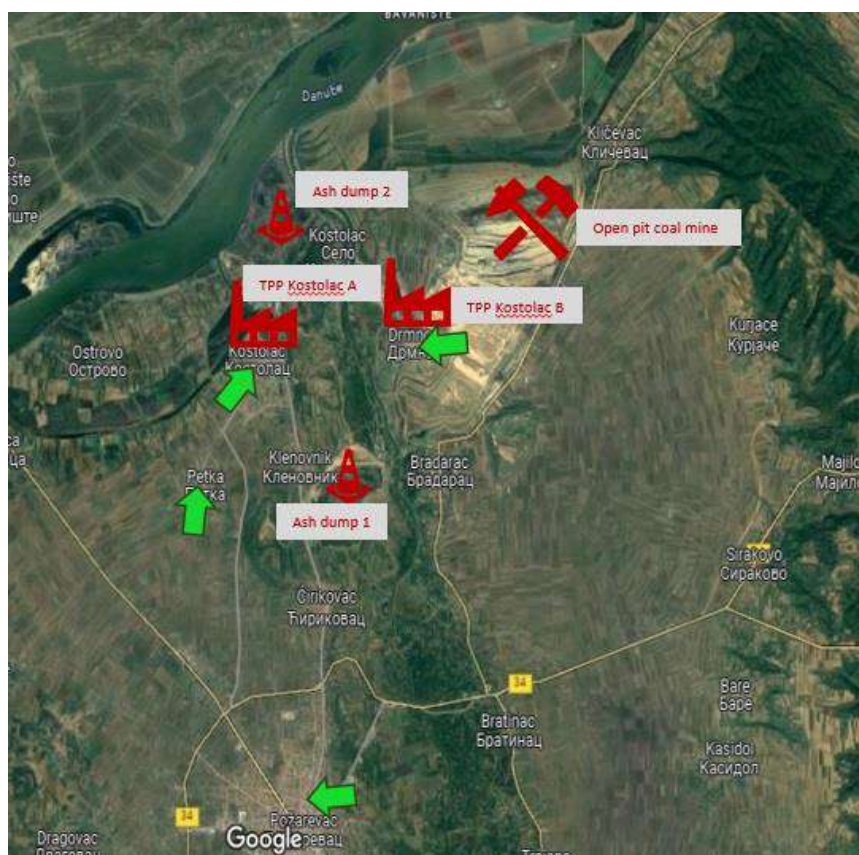 BAVANIŠTE
Danube
Kličevac
Кличевац
Ash dump 2
Open pit coal mine
Kostolac
Село
TPP Kostolac A
TPP Kostolac B
Kostolac
Костолац
Drmno
Дрмно
Ostrovo
Острово
Kurjace
Курјаче
Klenovnik
Кленовник
Bradarac
Брадарац
Petka
Majilo
Мајило
Ash dump 1
Sirakovo
Сираково
Ćirikovac
Ћириковац
34
Bare
Баре
Bratinac
Братинац
Kasidol
Касидол
34
Požarevac
Google
Dragovac